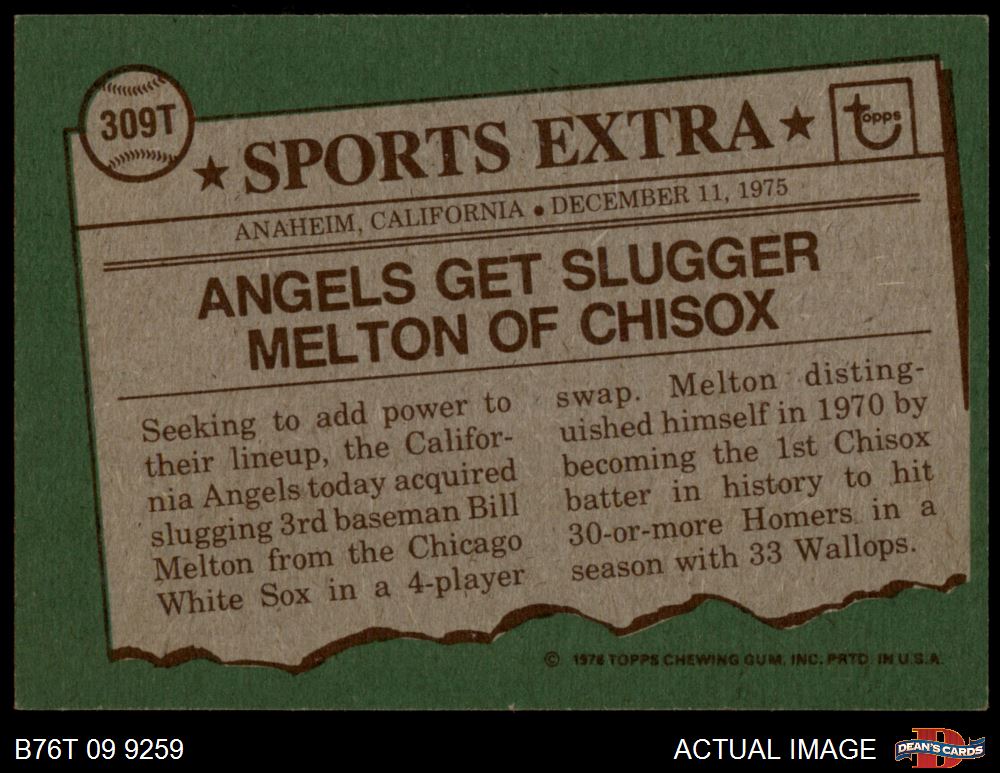 309T
★ SPORTS EXTRA ★
topps
ANAHEIM, CALIFORNIA • DECEMBER 11, 1975
ANGELS GET SLUGGER
MELTON OF CHISOX
Seeking to add power to
their lineup, the Califor-
nia Angels today acquired
slugging 3rd baseman Bill
Melton from the Chicago
White Sox in a 4-player
swap. Melton disting-
uished himself in 1970 by
becoming the 1st Chisox
batter in history to hit
30-or-more Homers in a
season with 33 Wallops.
© 1976 TOPPS CHEWING GUM, INC. PRTD. IN U.S.A.
B76T 09 9259
ACTUAL IMAGE
D
DEAN'S CARDS